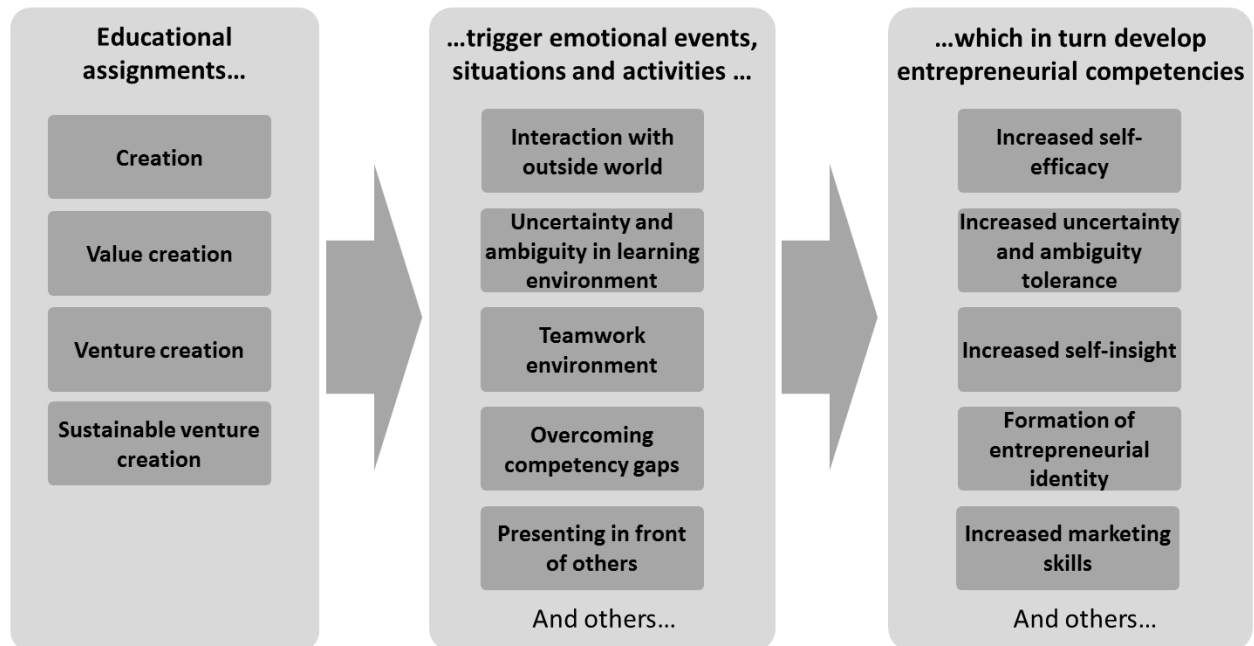 Educational
assignments…
Creation
Value creation
Venture creation
Sustainable venture
creation
…trigger emotional events,
situations and activities …
Interaction with
outside world
Uncertainty and
ambiguity in learning
environment
Teamwork
environment
Overcoming
competency gaps
Presenting in front
of others
And others…
…which in turn develop
entrepreneurial competencies
Increased self-
efficacy
Increased uncertainty
and ambiguity
tolerance
Increased self-insight
Formation of
entrepreneurial
identity
Increased marketing
skills
And others…